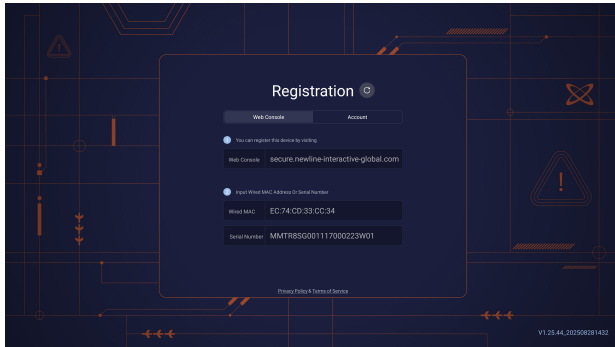 Registration
Web Console Account
1 You can register this device by visiting
Web Console secure.newline-interactive-global.com
2 Input Wired MAC Address Or Serial Number
Wired MAC EC:74:CD:33:CC:34
Serial Number MMTR8SG001117000223W01
Privacy Policy & Terms of Service
V1.25.44_202508281432